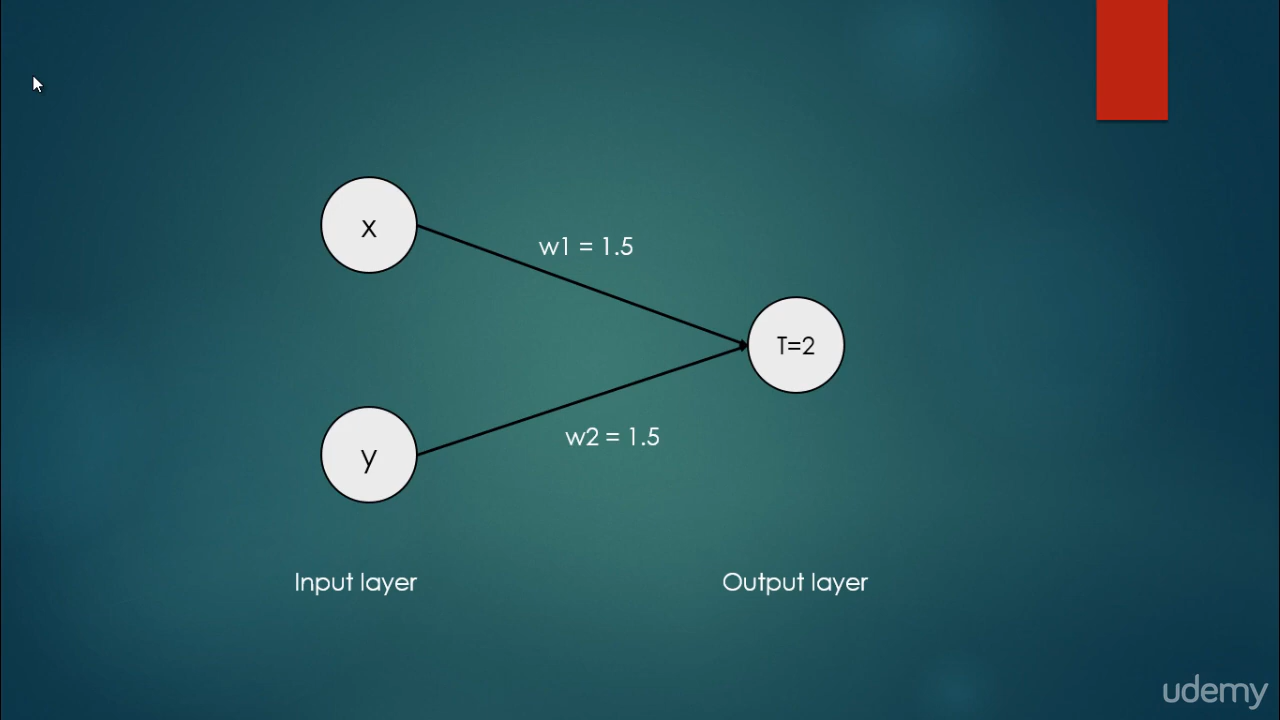 x
w1 = 1.5
T=2
w2 = 1.5
y
Input layer
Output layer
udemy